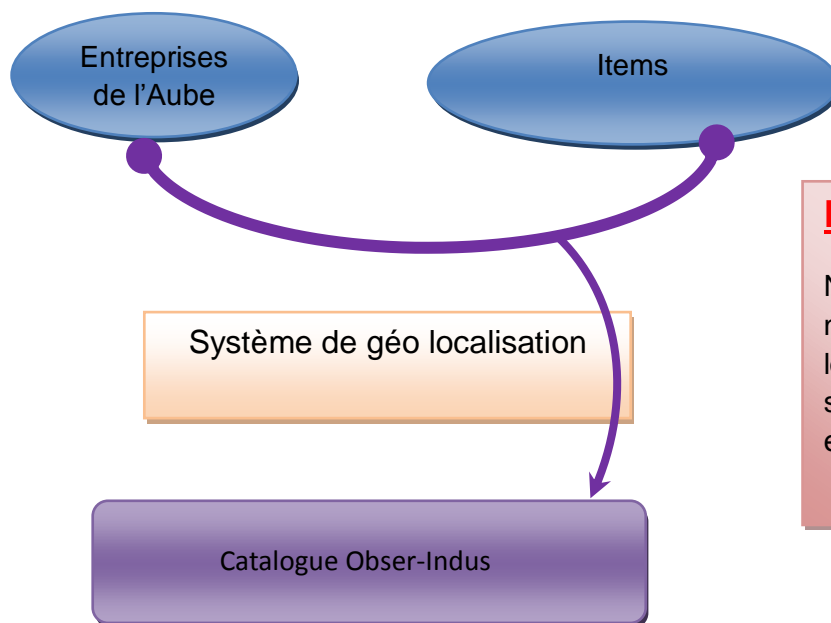 Entreprises
de l'Aube
Items
Système de géo localisation
Catalogue Obser-Indus